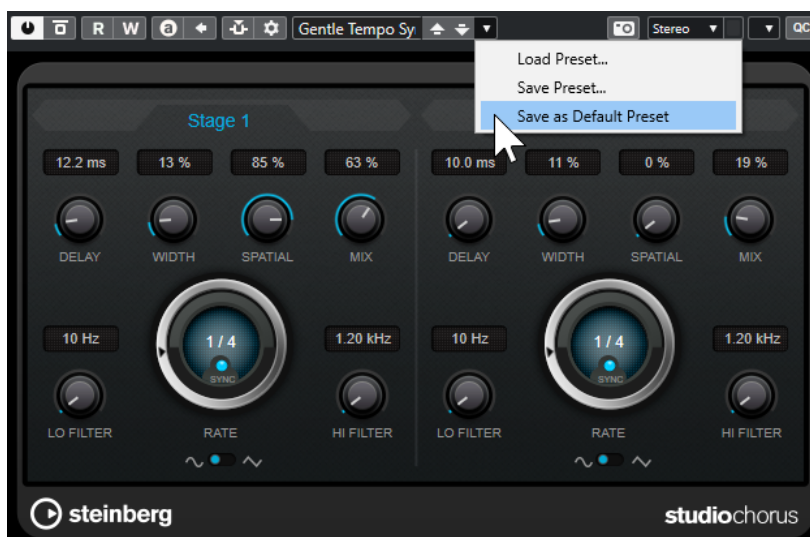 R W a Gentle Tempo Sy Stereo QC
Load Preset...
Save Preset...
Save as Default Preset
Stage 1
12.2 ms 13 % 85 % 63 % 10.0 ms 11 % 0 % 19 %
DELAY WIDTH SPATIAL MIX DELAY WIDTH SPATIAL MIX
10 Hz 1 / 4 1.20 kHz 10 Hz 1 / 4 1.20 kHz
SYNC SYNC
LO FILTER RATE HI FILTER LO FILTER RATE HI FILTER
steinberg studiochorus